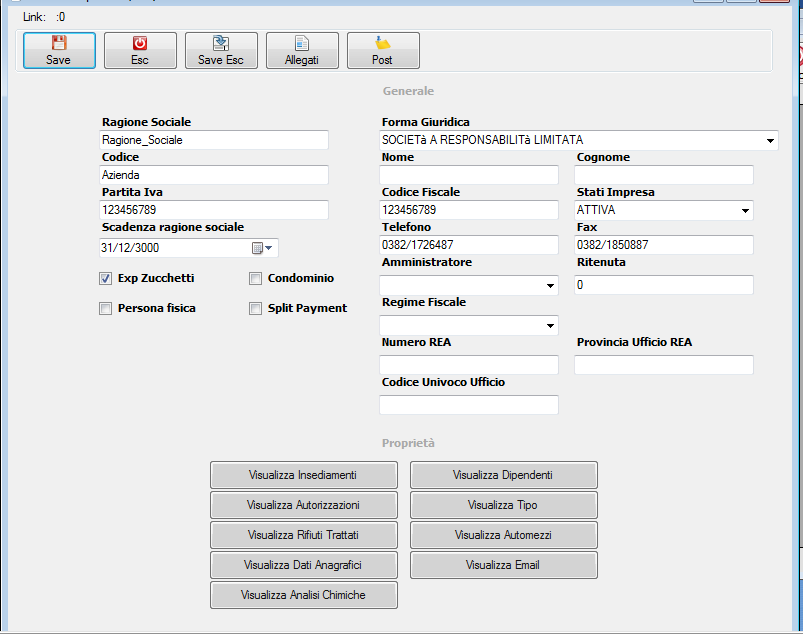 Link: :0
Save Esc Save Esc Allegati Post
Generale
Ragione Sociale Forma Giuridica
Ragione_Sociale SOCIETà A RESPONSABILITà LIMITATA
Codice Nome Cognome
Azienda
Partita Iva Codice Fiscale Stati Impresa
123456789 123456789 ATTIVA
Scadenza ragione sociale Telefono Fax
31/12/3000 0382/1726487 0382/1850887
Amministratore Ritenuta
Exp Zucchetti Condominio 0
Persona fisica Split Payment Regime Fiscale
Numero REA Provincia Ufficio REA
Codice Univoco Ufficio
Proprietà
Visualizza Insediamenti Visualizza Dipendenti
Visualizza Autorizzazioni Visualizza Tipo
Visualizza Rifiuti Trattati Visualizza Automezzi
Visualizza Dati Anagrafici Visualizza Email
Visualizza Analisi Chimiche